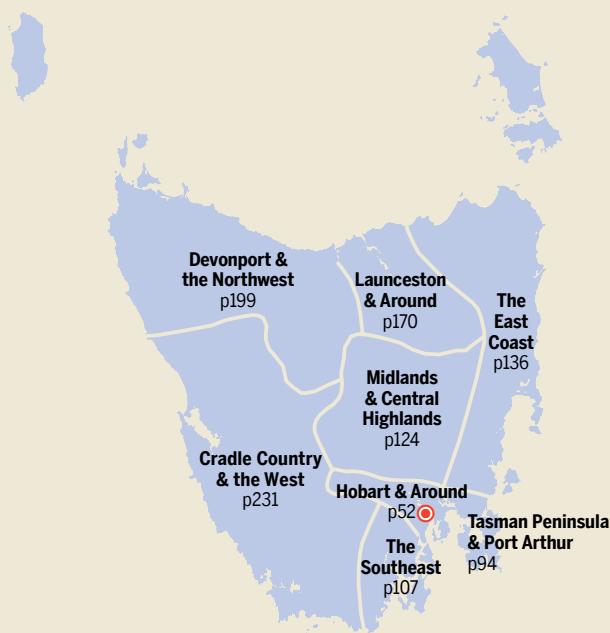 Devonport &
the Northwest
p199
Launceston
& Around
p170
The
East
Coast
p136
Midlands
& Central
Highlands
p124
Cradle Country
& the West
p231
Hobart & Around
p52
Tasman Peninsula
& Port Arthur
p94
The
Southeast
p107